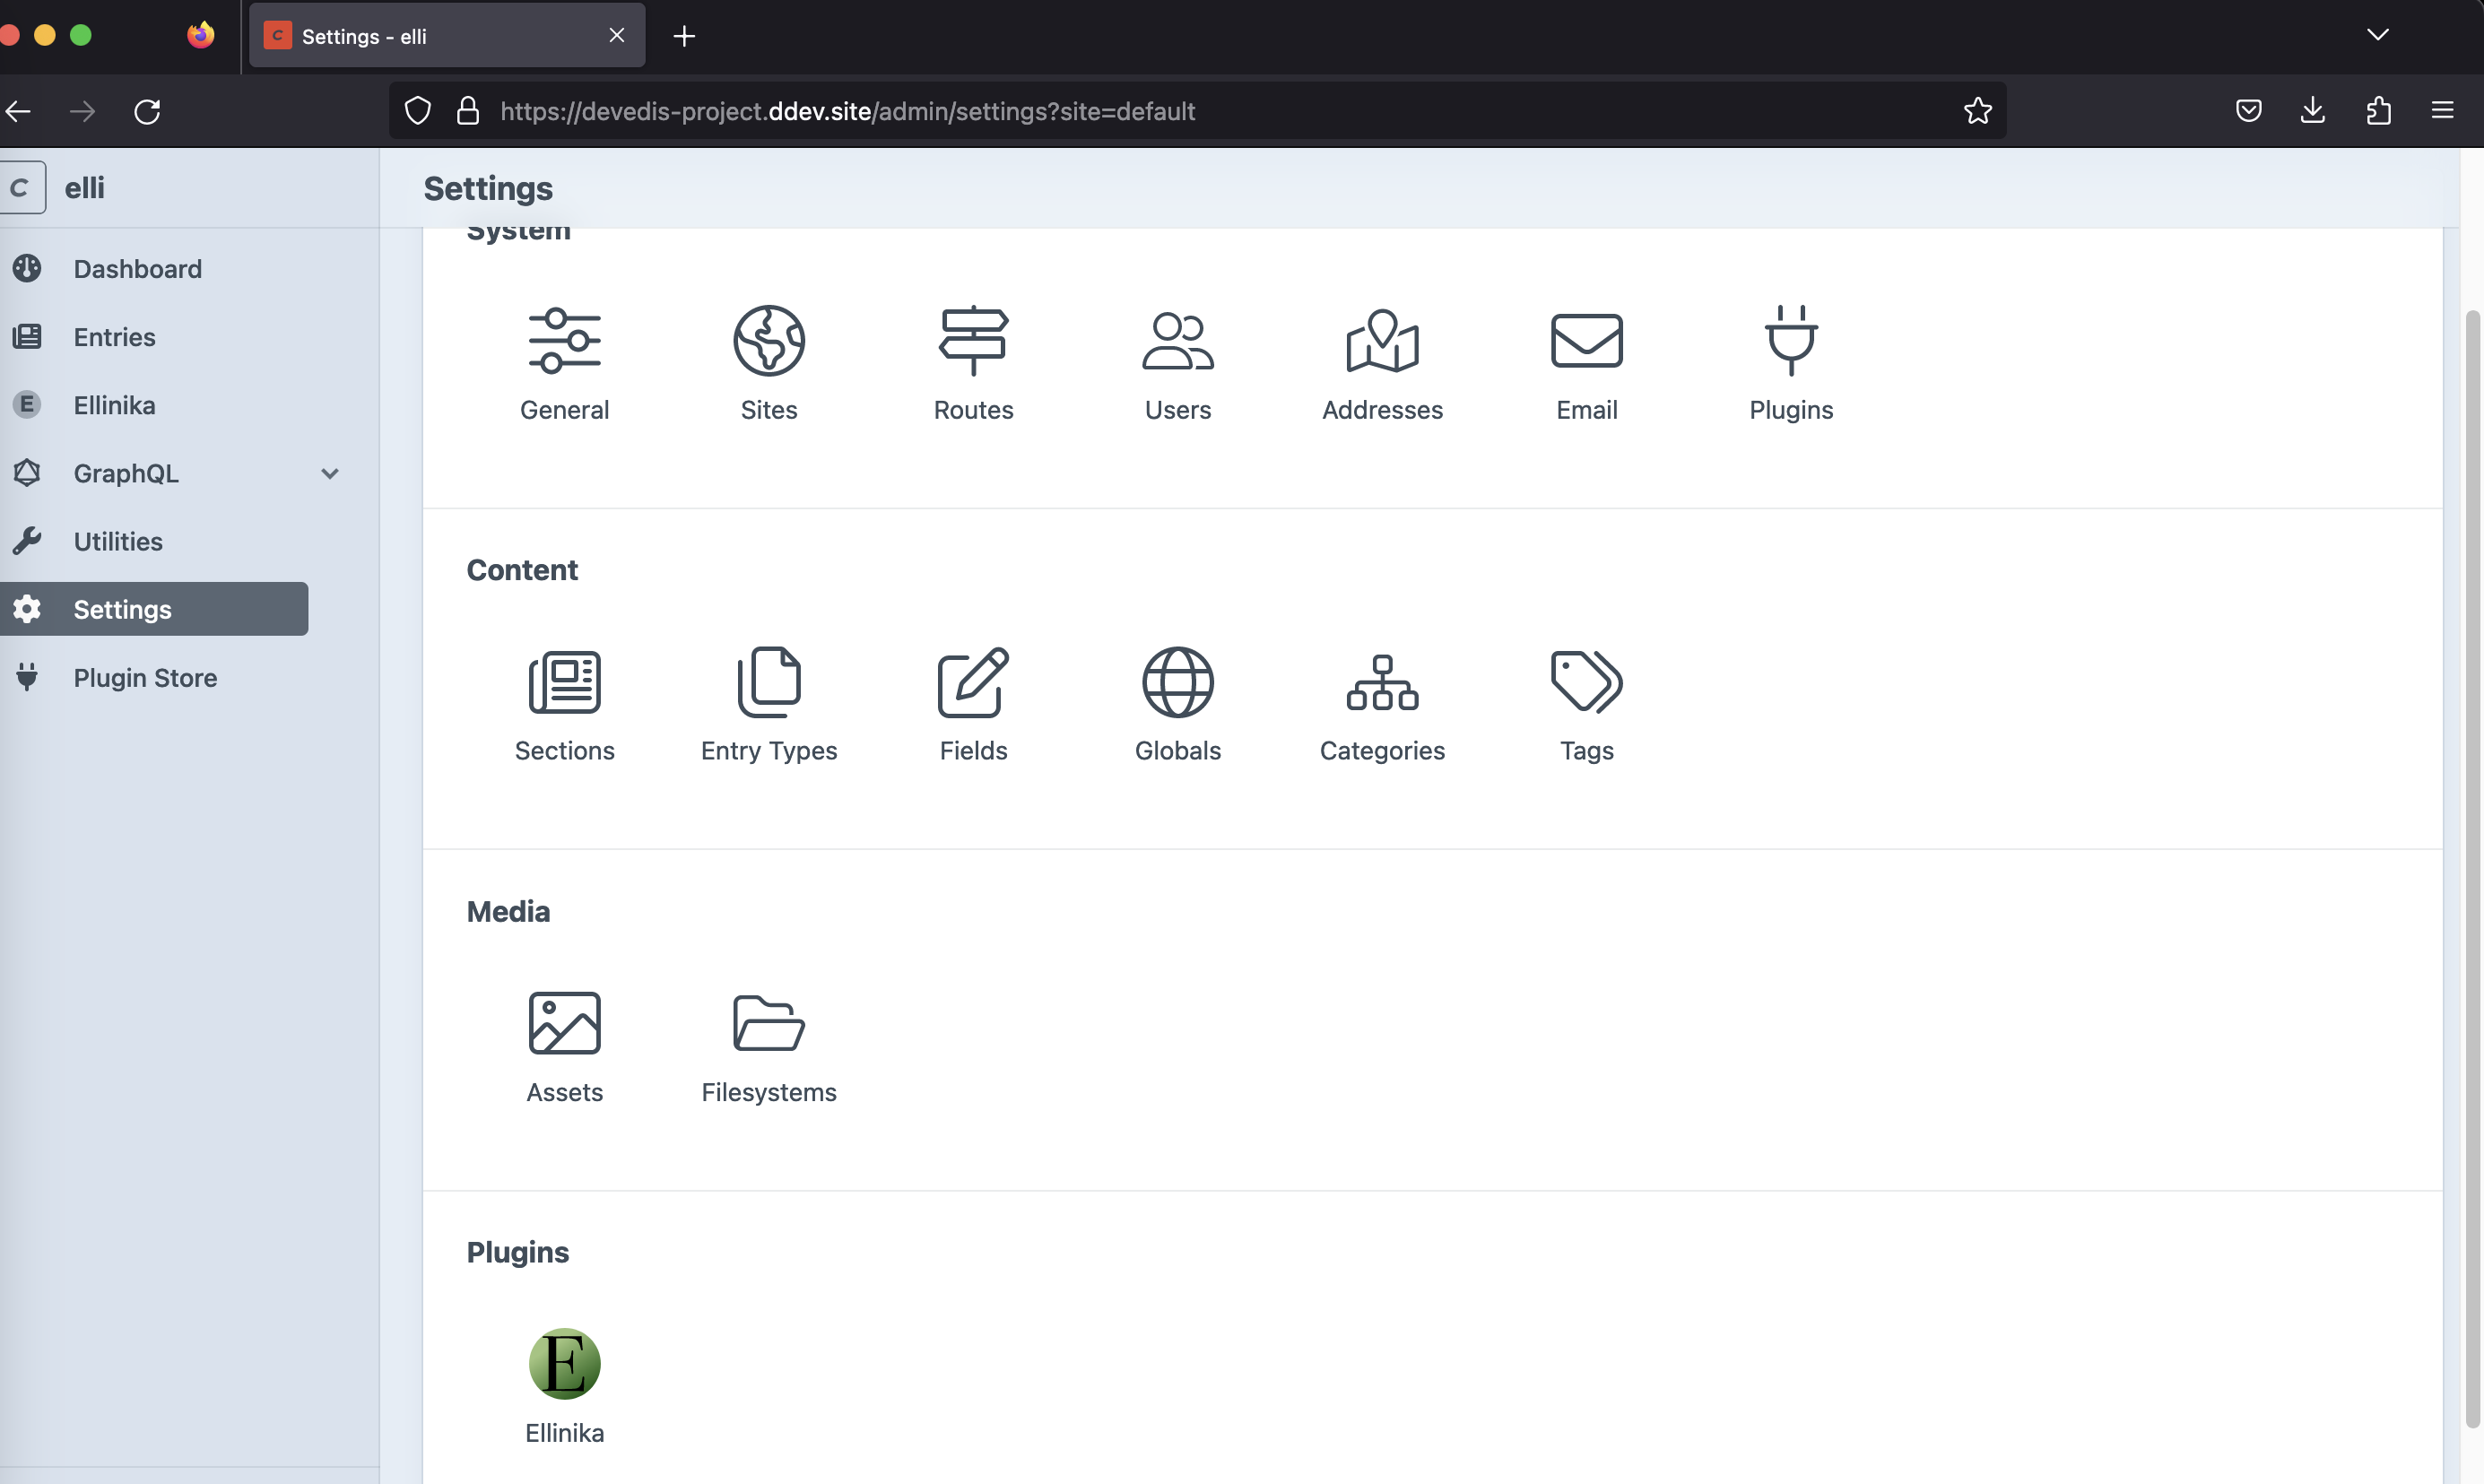 C Settings - elli
https://devedis-project.ddev.site/admin/settings?site=default
C elli
Settings
System
Dashboard
Entries
E Ellinika
GraphQL
Utilities
Settings
Plugin Store
General Sites Routes Users Addresses Email Plugins
Content
Sections Entry Types Fields Globals Categories Tags
Media
Assets Filesystems
Plugins
E
Ellinika